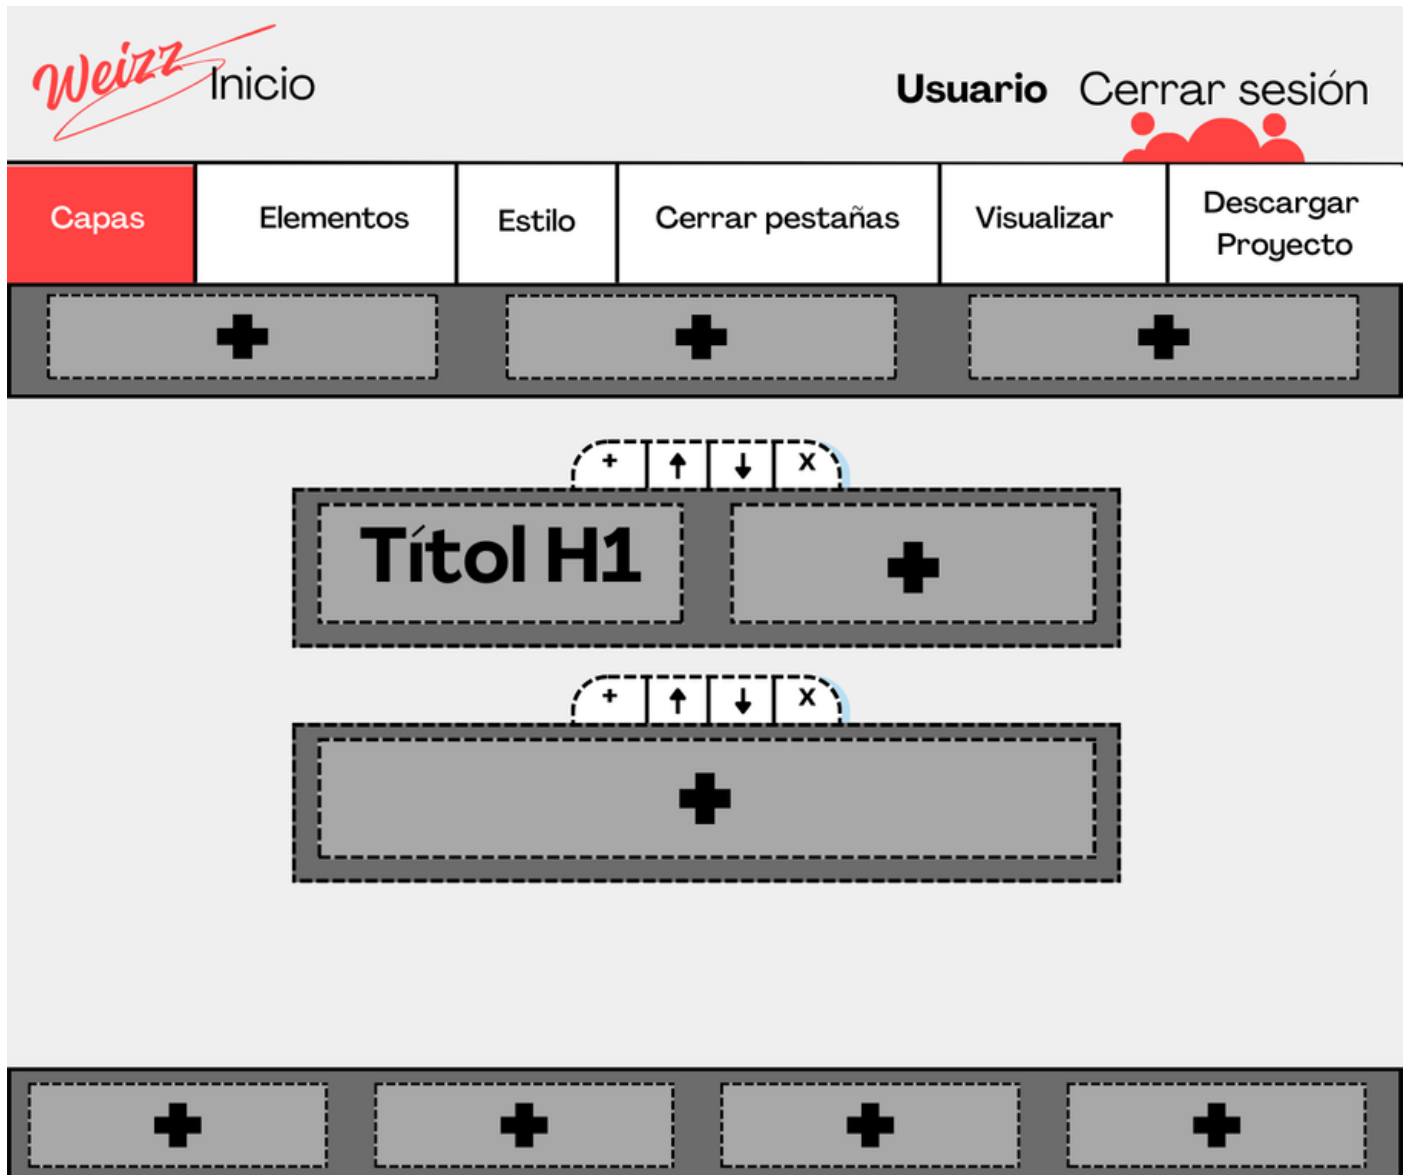 Weizz
Inicio
Usuario Cerrar sesión
Capas
Elementos
Estilo
Cerrar pestañas
Visualizar
Descargar
Proyecto
+ ↑ ↓ X
Títol H1
+ ↑ ↓ X